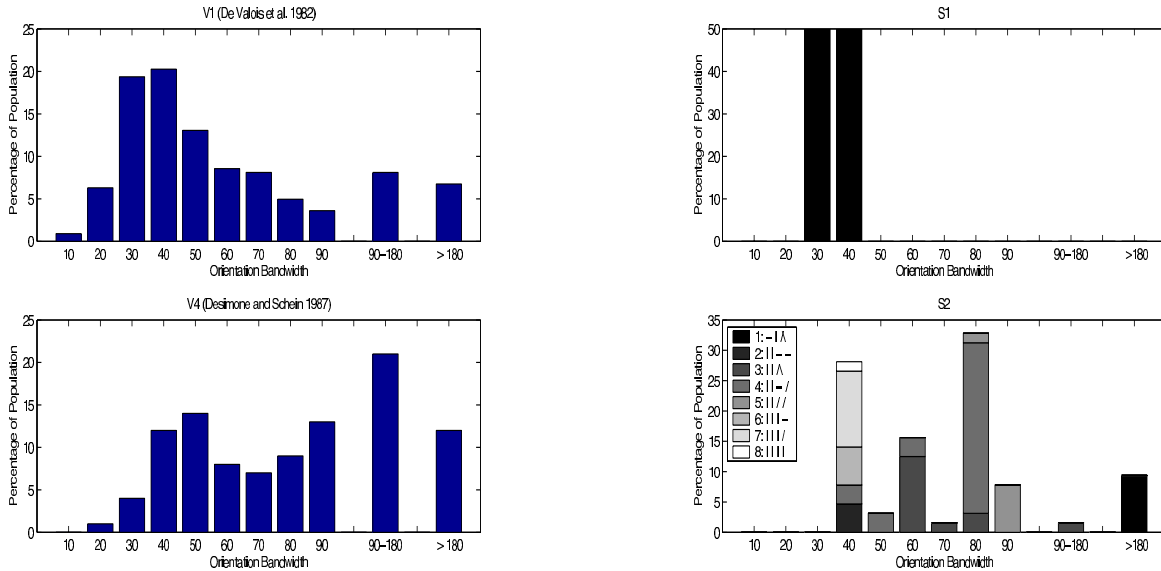 V1 (De Valois et al. 1982)
Percentage of Population
25
20
15
10
5
0
10 20 30 40 50 60 70 80 90 90-180 >180
Orientation Bandwidth
S1
Percentage of Population
50
40
30
20
10
0
10 20 30 40 50 60 70 80 90 90-180 >180
Orientation Bandwidth
V4 (Desimone and Schein 1987)
Percentage of Population
25
20
15
10
5
0
10 20 30 40 50 60 70 80 90 90-180 >180
Orientation Bandwidth
S2
Percentage of Population
35
30
25
20
15
10
5
0
1: - I /\
2: I I - -
3: I I /\
4: I I - /
5: I I / /
6: I I I -
7: I I I /
8: I I I I
10 20 30 40 50 60 70 80 90 90-180 >180
Orientation Bandwidth